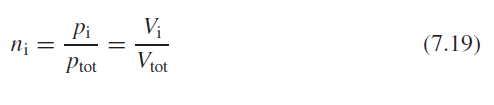 n_i = p_i / p_tot = V_i / V_tot (7.19)